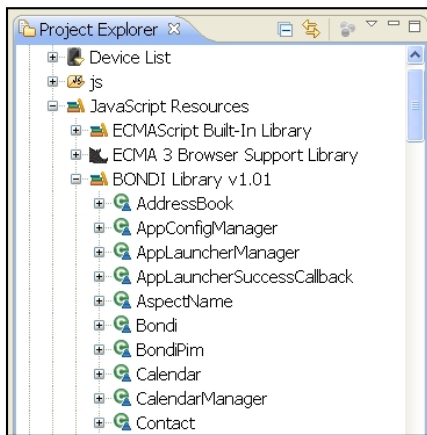 Project Explorer
Device List
js
JavaScript Resources
ECMAScript Built-In Library
ECMA 3 Browser Support Library
BONDI Library v1.01
AddressBook
AppConfigManager
AppLauncherManager
AppLauncherSuccessCallback
AspectName
Bondi
BondiPim
Calendar
CalendarManager
Contact